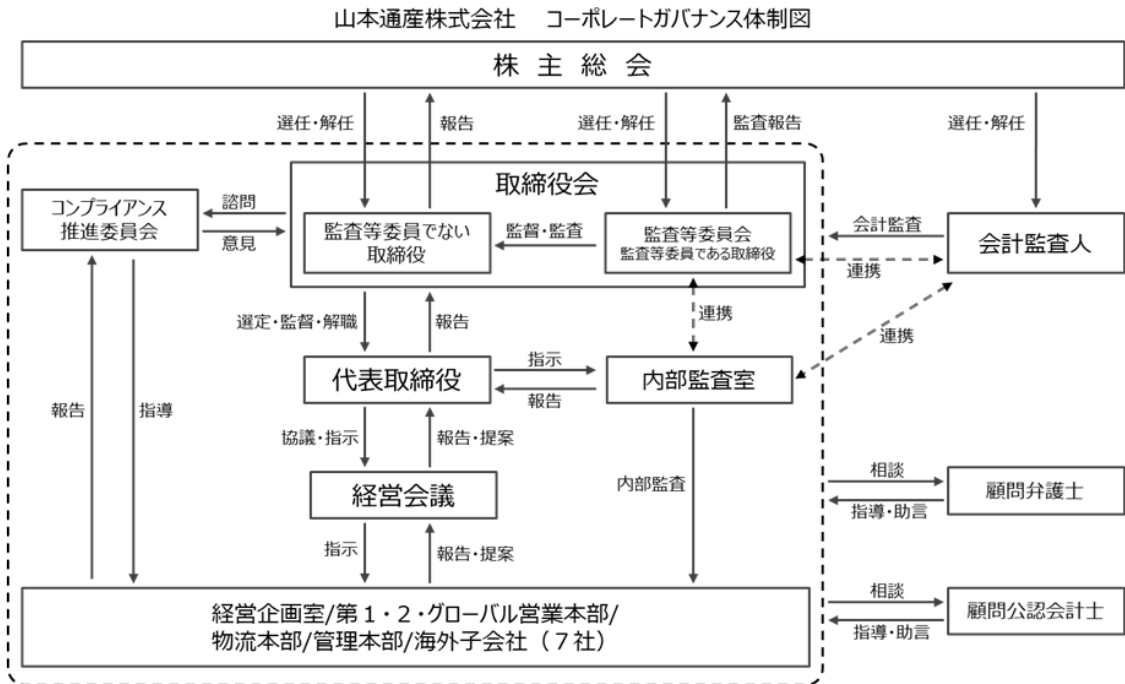 山本通産株式会社　コーポレートガバナンス体制図
株主総会
選任・解任
報告
選任・解任
監査報告
選任・解任
取締役会
コンプライアンス
推進委員会
諮問
意見
監査等委員でない
取締役
監督・監査
監査等委員会
監査等委員である取締役
会計監査
会計監査人
連携
選定・監督・解職
報告
連携
連携
代表取締役
指示
報告
内部監査室
報告
指導
協議・指示
報告・提案
内部監査
経営会議
相談
指導・助言
顧問弁護士
指示
報告・提案
経営企画室/第１・２・グローバル営業本部/
物流本部/管理本部/海外子会社（７社）
相談
指導・助言
顧問公認会計士